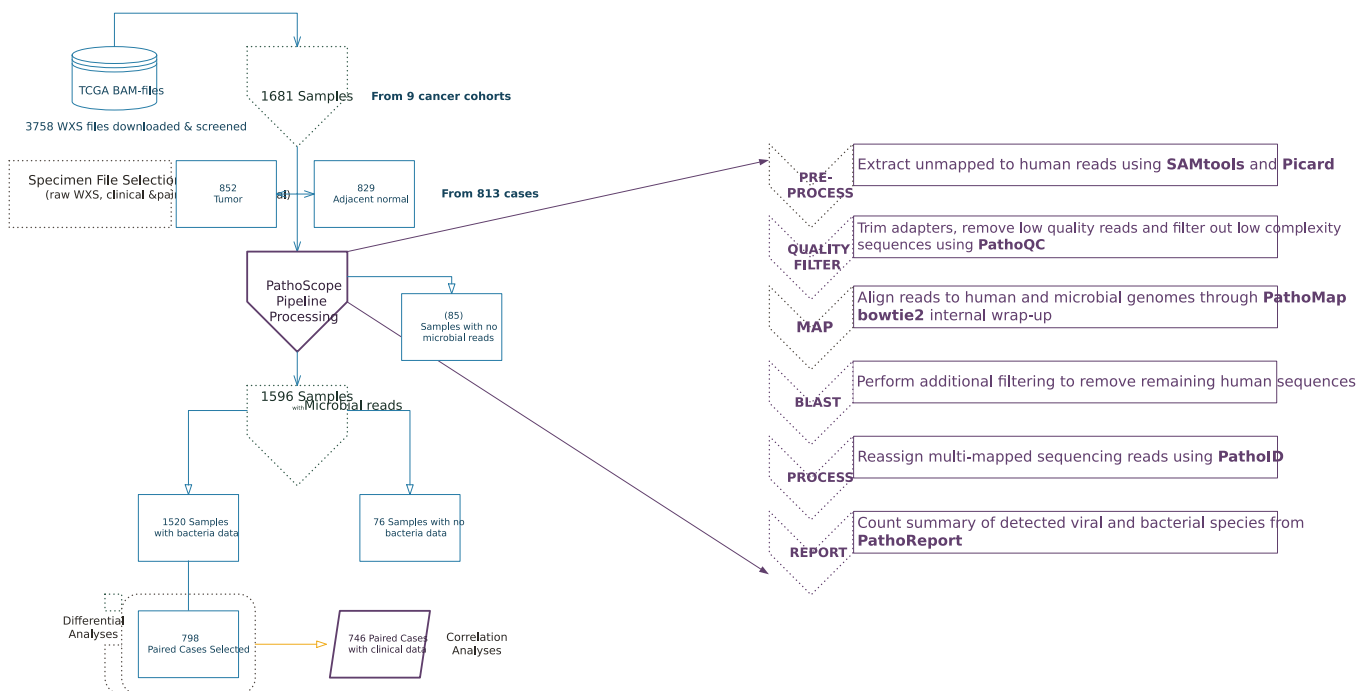 TCGA BAM-files
3758 WXS files downloaded & screened
1681 Samples
From 9 cancer cohorts
Specimen File Selection
(raw WXS, clinical &
852
Tumor
829
Adjacent normal
From 813 cases
PathoScope
Pipeline
Processing
(85)
Samples with no
microbial reads
1596 Samples
with Microbial reads
1520 Samples
with bacteria data
76 Samples with no
bacteria data
Differential
Analyses
798
Paired Cases Selected
746 Paired Cases
with clinical data
Correlation
Analyses
PRE-
PROCESS
Extract unmapped to human reads using SAMtools and Picard
QUALITY
FILTER
Trim adapters, remove low quality reads and filter out low complexity
sequences using PathoQC
MAP
Align reads to human and microbial genomes through PathoMap
bowtie2 internal wrap-up
BLAST
Perform additional filtering to remove remaining human sequences
PROCESS
Reassign multi-mapped sequencing reads using PathoID
REPORT
Count summary of detected viral and bacterial species from
PathoReport